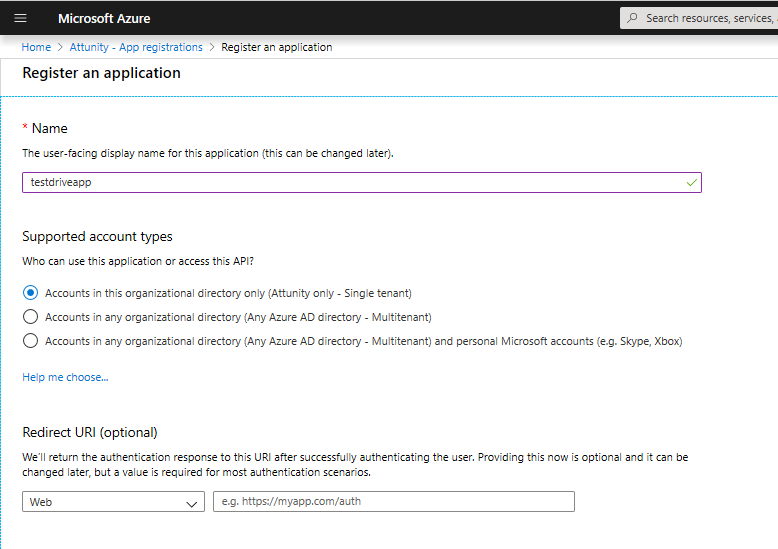 Microsoft Azure
Search resources, services,
Home > Attunity - App registrations > Register an application
Register an application
* Name
The user-facing display name for this application (this can be changed later).
testdriveapp
Supported account types
Who can use this application or access this API?
Accounts in this organizational directory only (Attunity only - Single tenant)
Accounts in any organizational directory (Any Azure AD directory - Multitenant)
Accounts in any organizational directory (Any Azure AD directory - Multitenant) and personal Microsoft accounts (e.g. Skype, Xbox)
Help me choose...
Redirect URI (optional)
We'll return the authentication response to this URI after successfully authenticating the user. Providing this now is optional and it can be
changed later, but a value is required for most authentication scenarios.
Web
e.g. https://myapp.com/auth